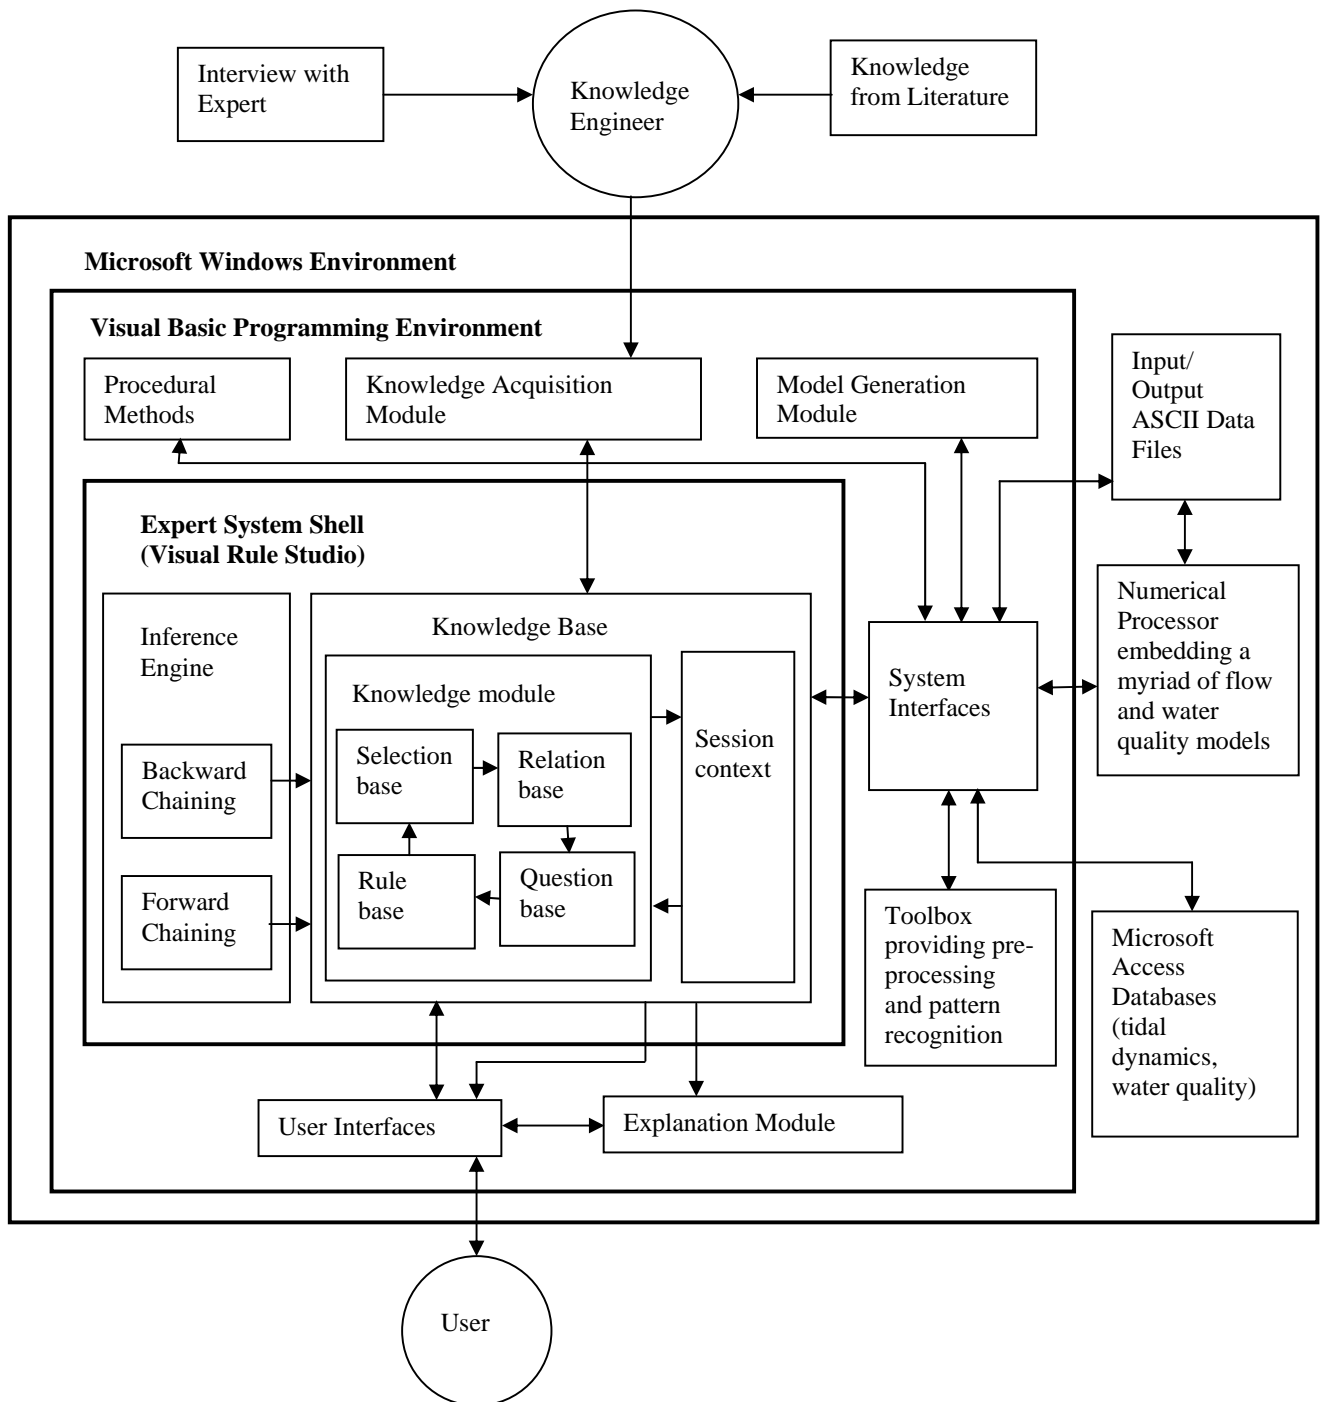 Interview with
Expert
Knowledge
Engineer
Knowledge
from Literature
Microsoft Windows Environment
Visual Basic Programming Environment
Procedural
Methods
Knowledge Acquisition
Module
Model Generation
Module
Input/
Output
ASCII Data
Files
Expert System Shell
(Visual Rule Studio)
Inference
Engine
Backward
Chaining
Forward
Chaining
Knowledge Base
Knowledge module
Selection
base
Relation
base
Rule
base
Question
base
Session
context
System
Interfaces
Numerical
Processor
embedding a
myriad of flow
and water
quality models
Toolbox
providing pre-
processing
and pattern
recognition
Microsoft
Access
Databases
(tidal
dynamics,
water quality)
User Interfaces
Explanation Module
User